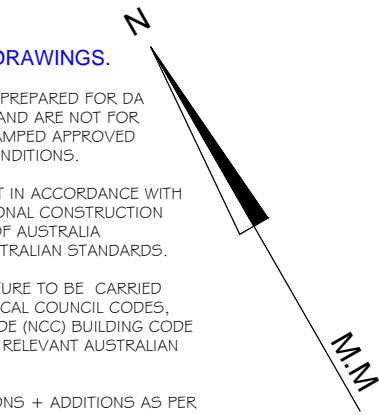 N
DRAWINGS.
PREPARED FOR DA
AND ARE NOT FOR
AMPED APPROVED
NDITIONS.
T IN ACCORDANCE WITH
ONAL CONSTRUCTION
OF AUSTRALIA
TRALIAN STANDARDS.
TURE TO BE CARRIED
CAL COUNCIL CODES,
DE (NCC) BUILDING CODE
RELEVANT AUSTRALIAN
ONS + ADDITIONS AS PER
M.M